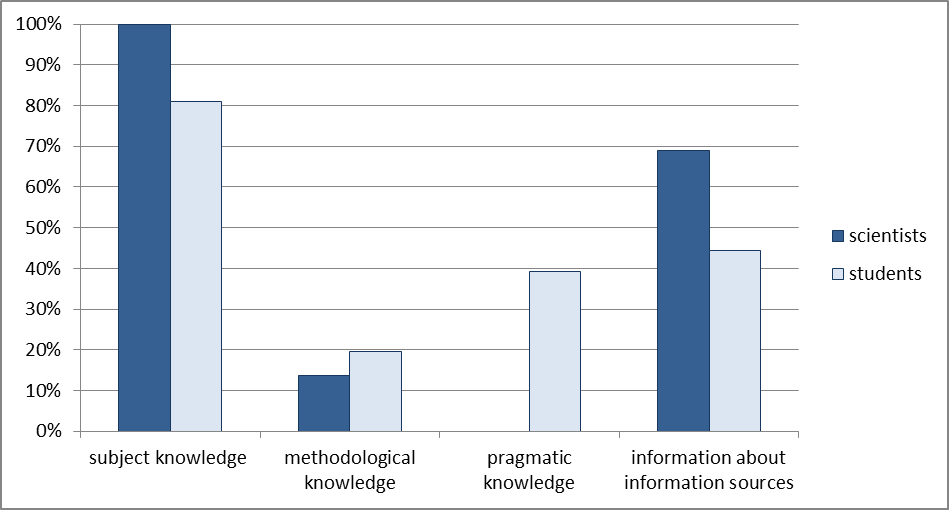 100%
90%
80%
70%
60%
50%
40%
30%
20%
10%
0%
subject knowledge
methodological
knowledge
pragmatic
knowledge
information about
information sources
scientists
students